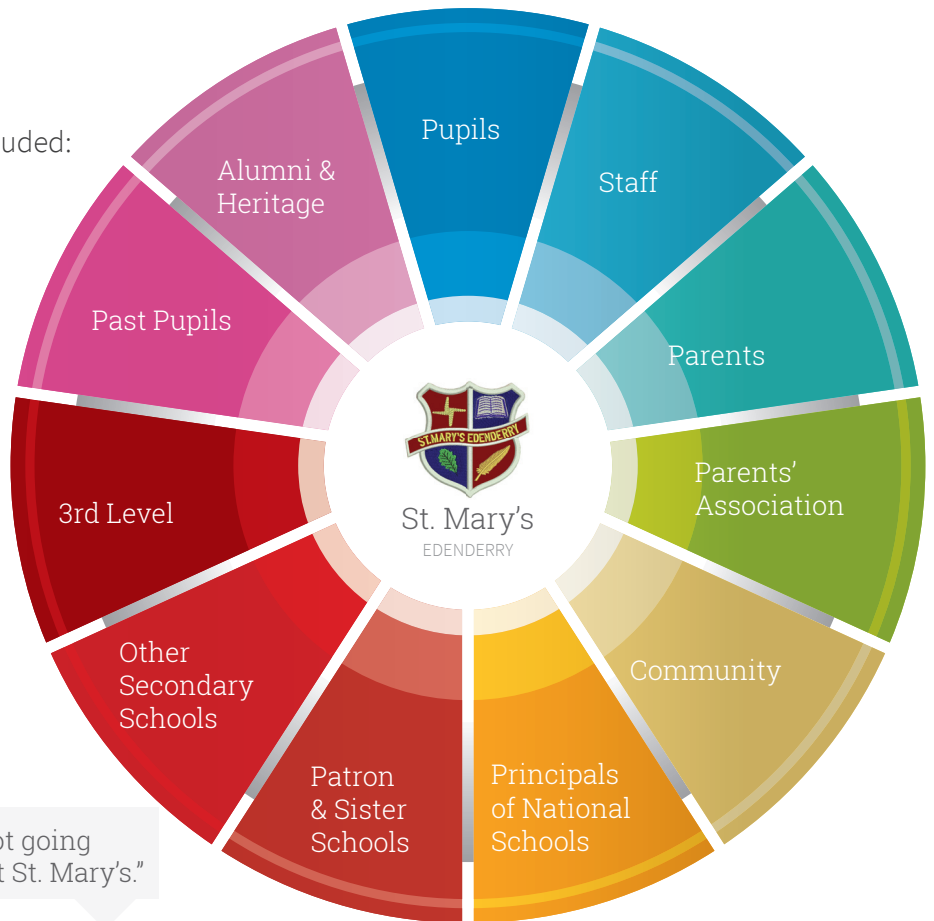 uded:
Pupils
Staff
Parents
Parents’
Association
Community
Principals
of National
Schools
Patron
& Sister
Schools
Other
Secondary
Schools
3rd Level
Past Pupils
Alumni &
Heritage
ST.MARY'S EDENDERRY
St. Mary’s
EDENDERRY
ot going
t St. Mary’s.”